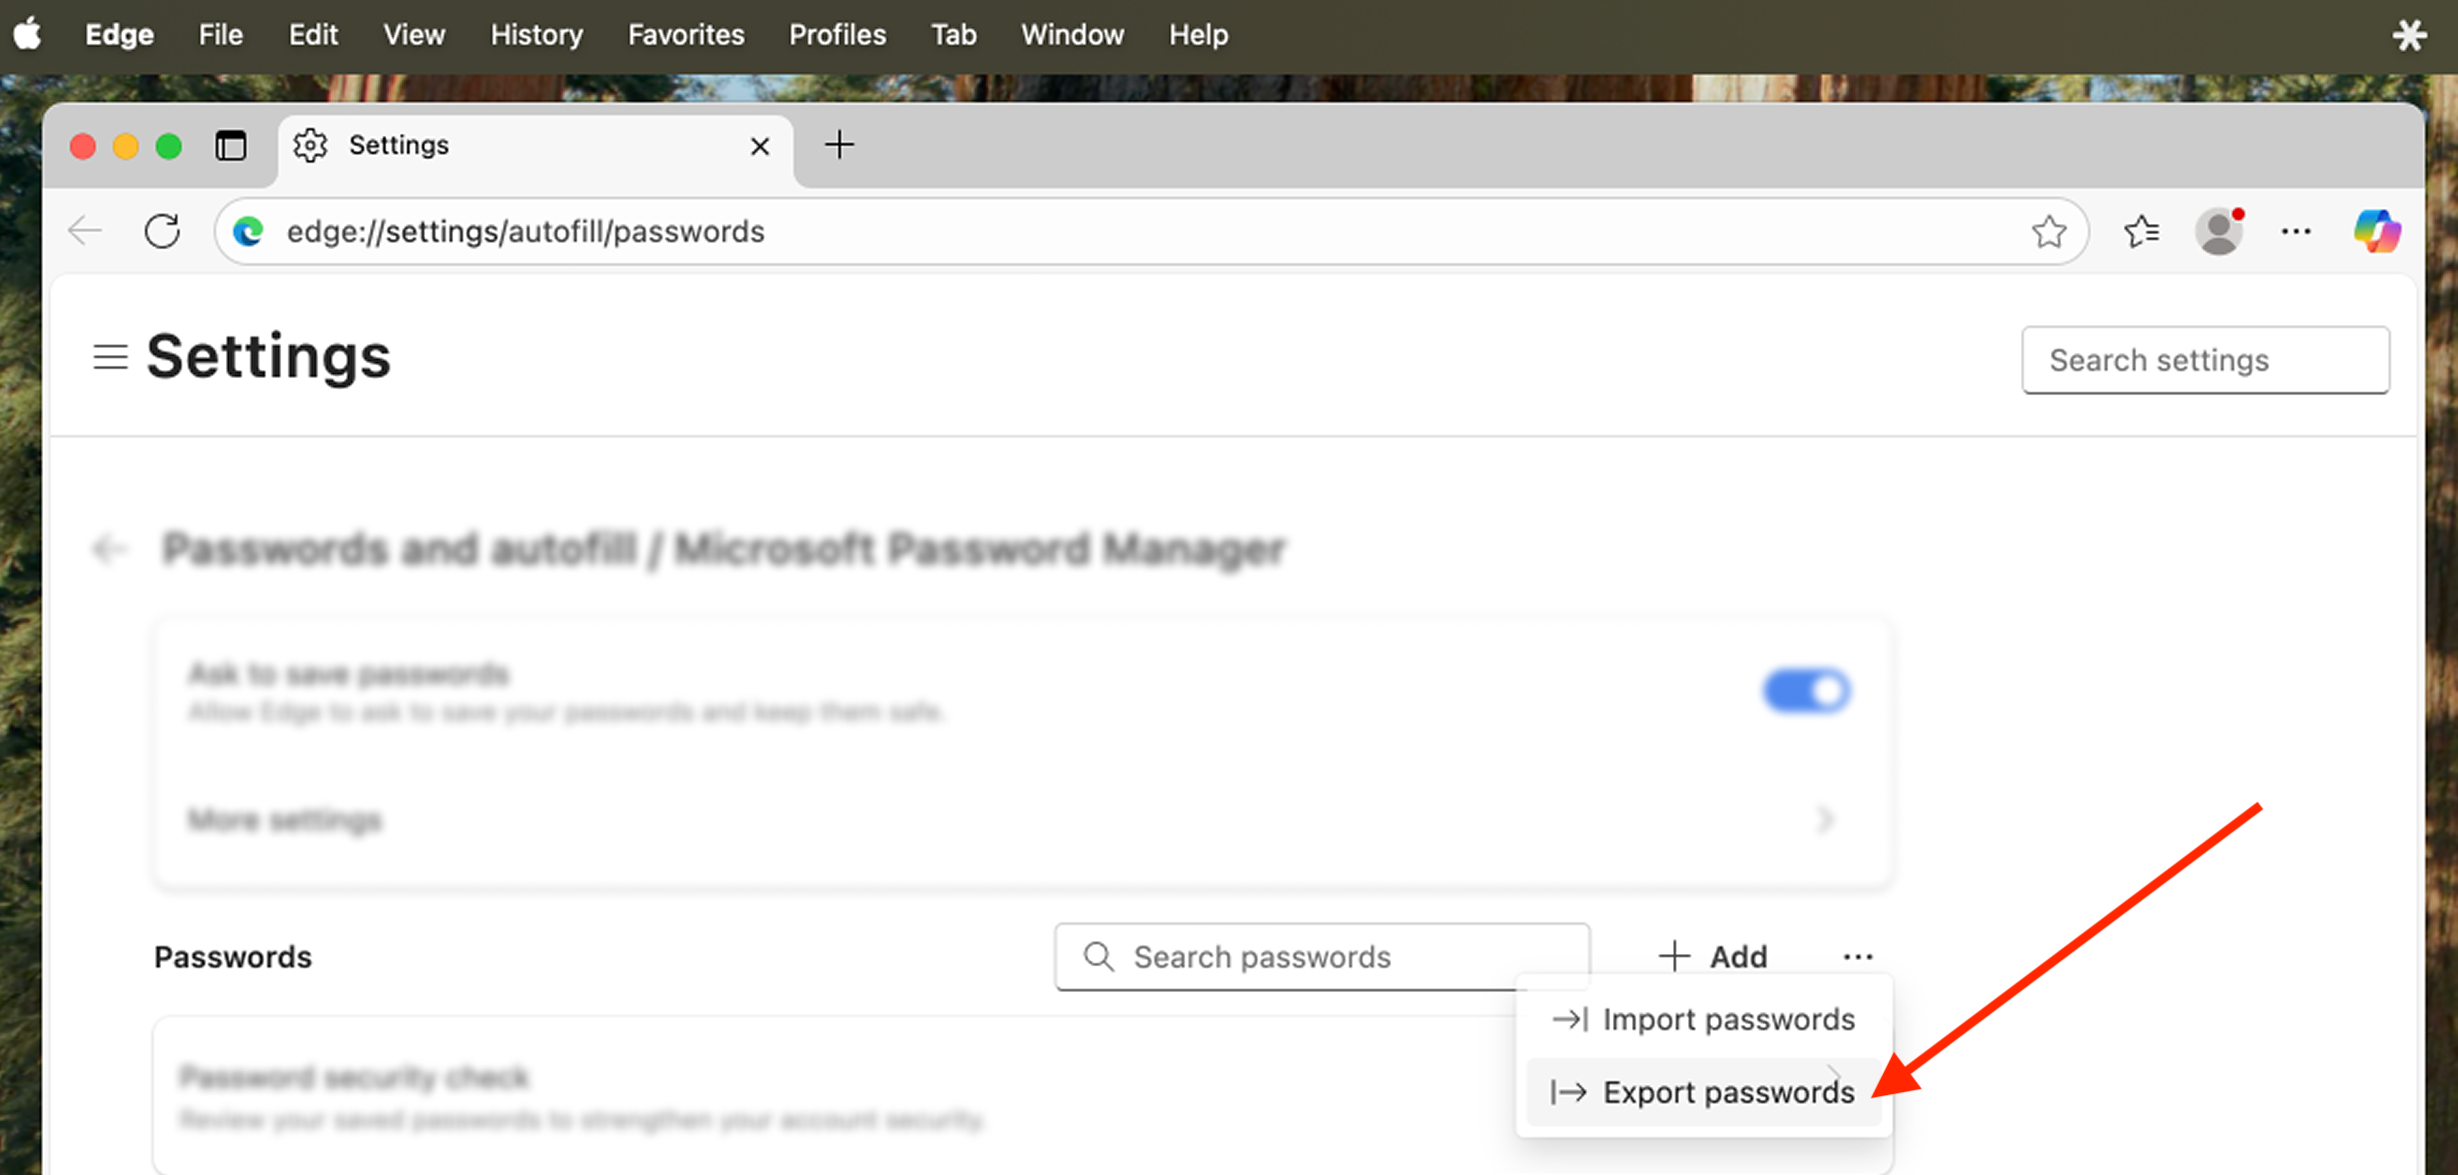 Edge File Edit View History Favorites Profiles Tab Window Help
Settings
edge://settings/autofill/passwords
Settings
Search settings
Passwords and autofill / Microsoft Password Manager
Ask to save passwords
Allow Edge to ask to save your passwords and keep them safe.
More settings
Passwords
Search passwords
Add
Import passwords
Export passwords
Password security check
Review your saved passwords to strengthen your account security.